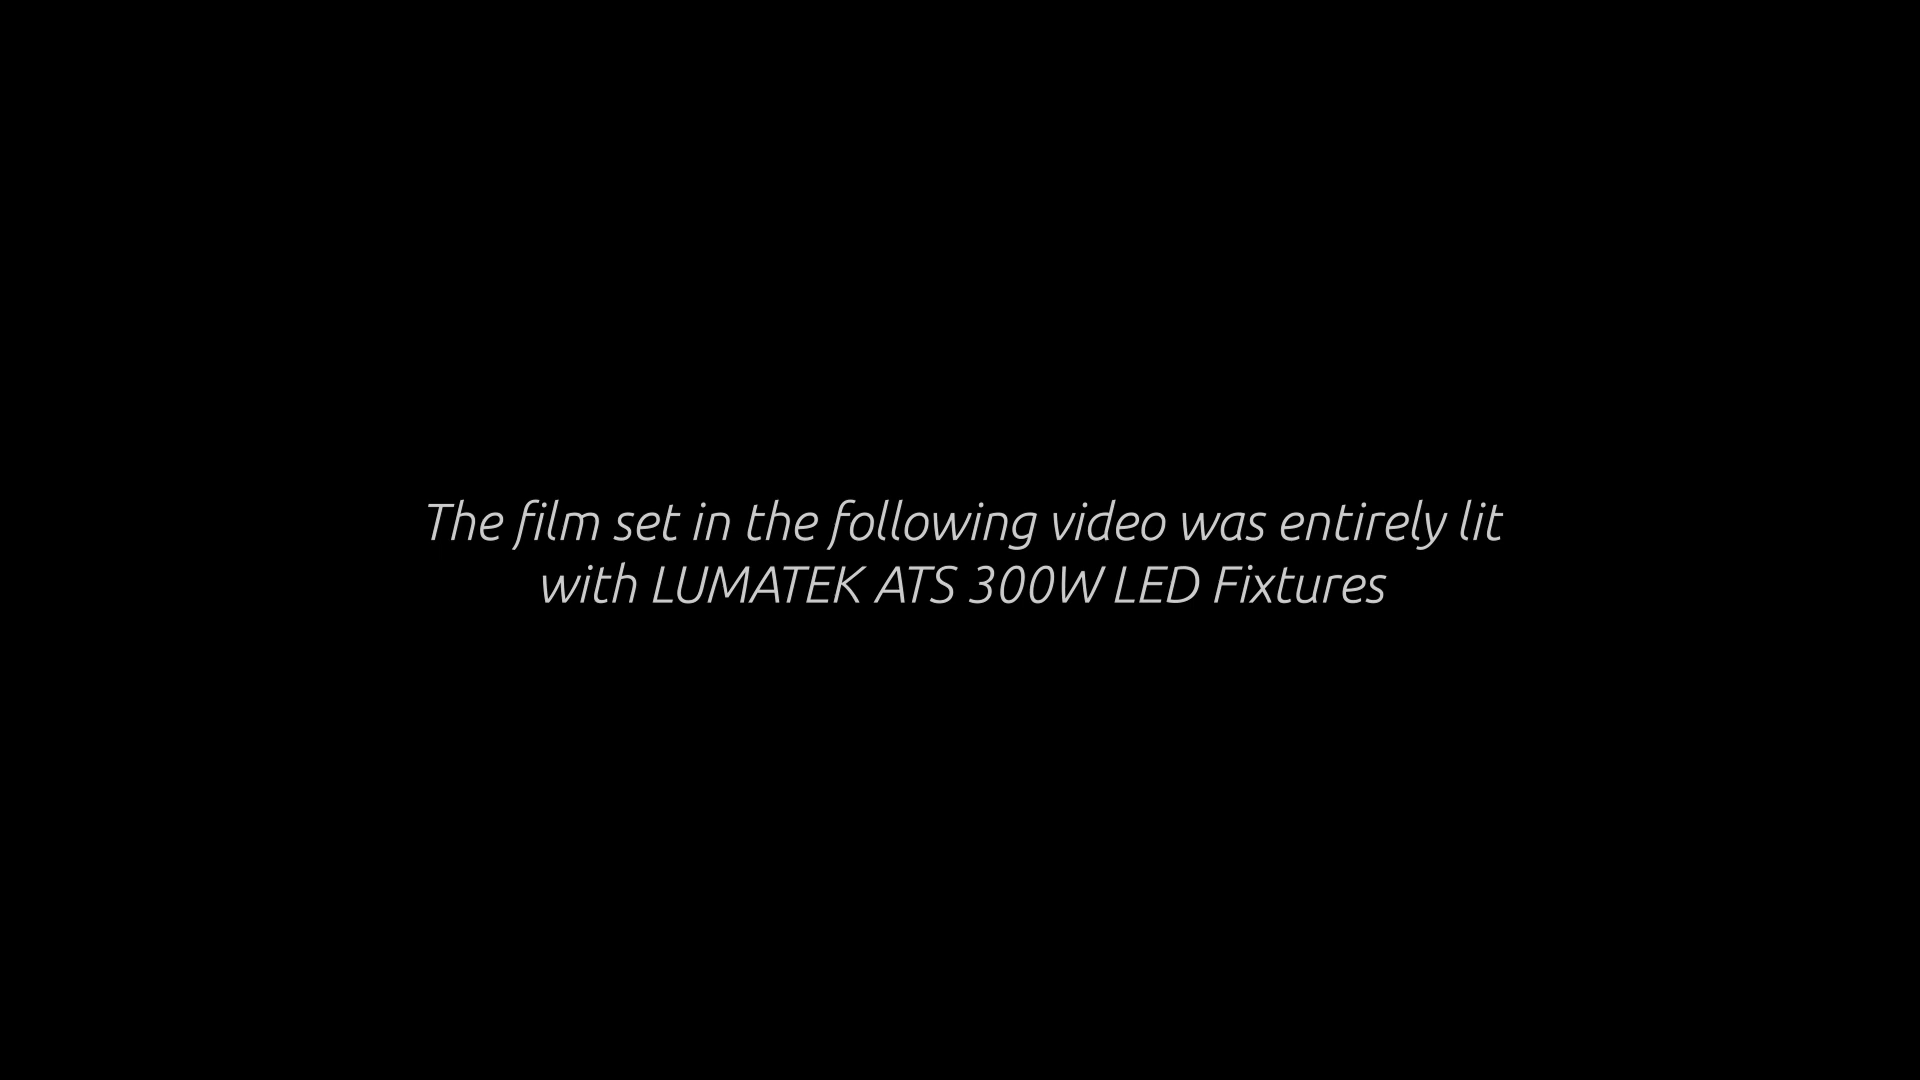 The film set in the following video was entirely lit
with LUMATEK ATS 300W LED Fixtures